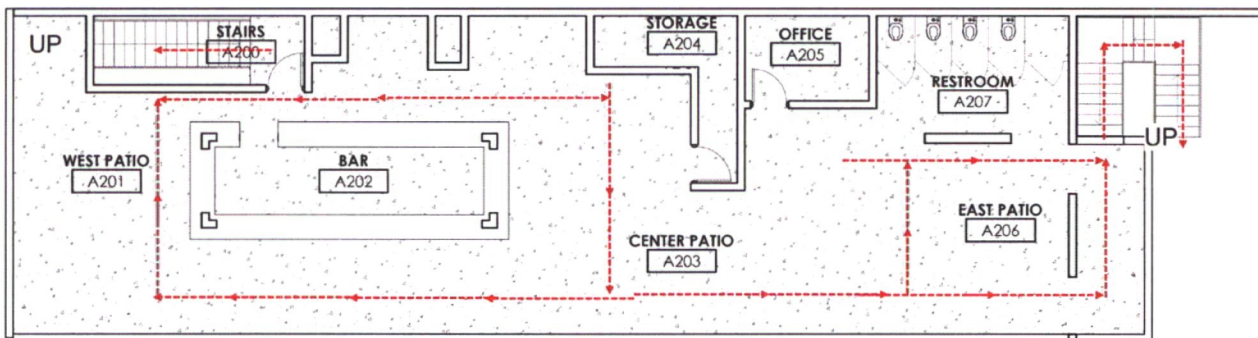 UP
STAIRS
A200
STORAGE
A204
OFFICE
A205
RESTROOM
A207
UP
WEST PATIO
A201
BAR
A202
CENTER PATIO
A203
EAST PATIO
A206